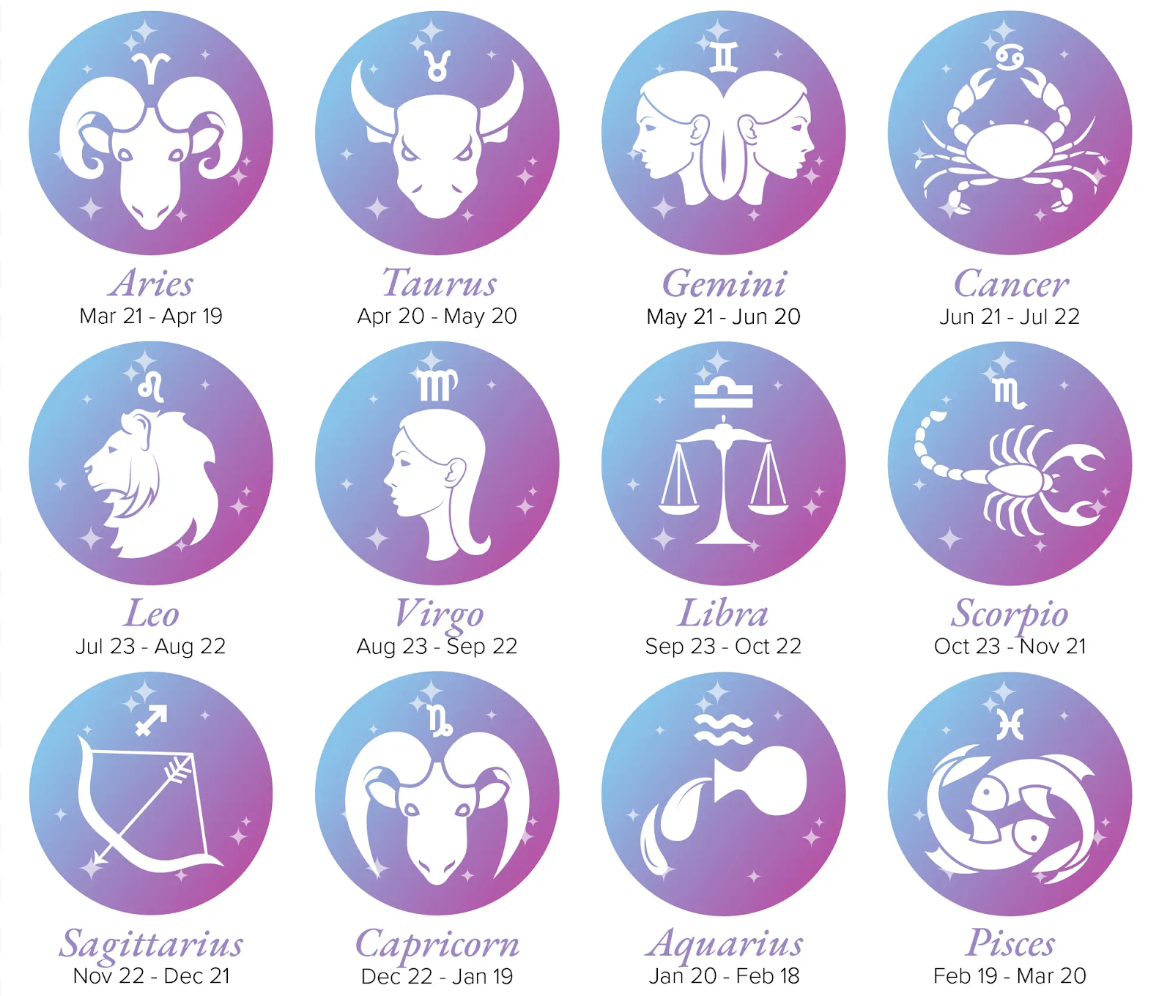 Aries Taurus Gemini Cancer
Mar 21 - Apr 19 Apr 20 - May 20 May 21 - Jun 20 Jun 21 - Jul 22
Leo Virgo Libra Scorpio
Jul 23 - Aug 22 Aug 23 - Sep 22 Sep 23 - Oct 22 Oct 23 - Nov 21
Sagittarius Capricorn Aquarius Pisces
Nov 22 - Dec 21 Dec 22 - Jan 19 Jan 20 - Feb 18 Feb 19 - Mar 20